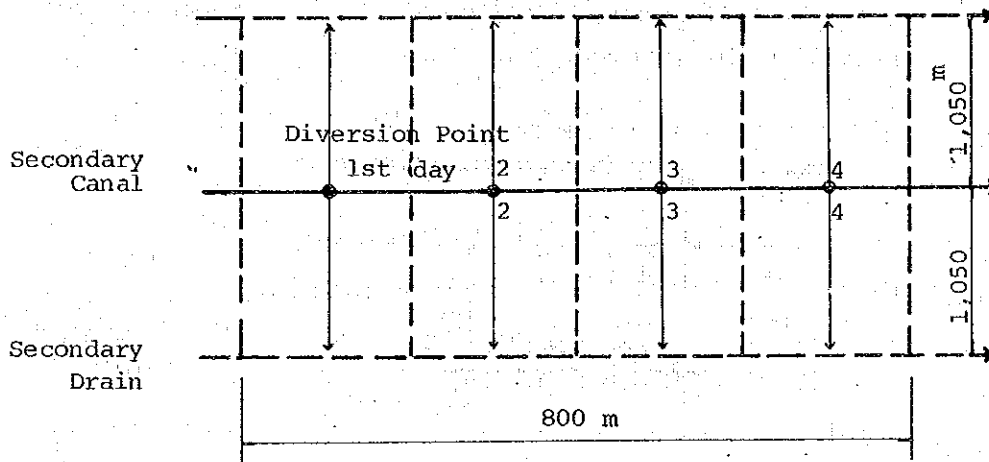 Diversion Point
1st day
2
3
4
Secondary
Canal
2
3
4
1,050 m
1,050
Secondary
Drain
800 m